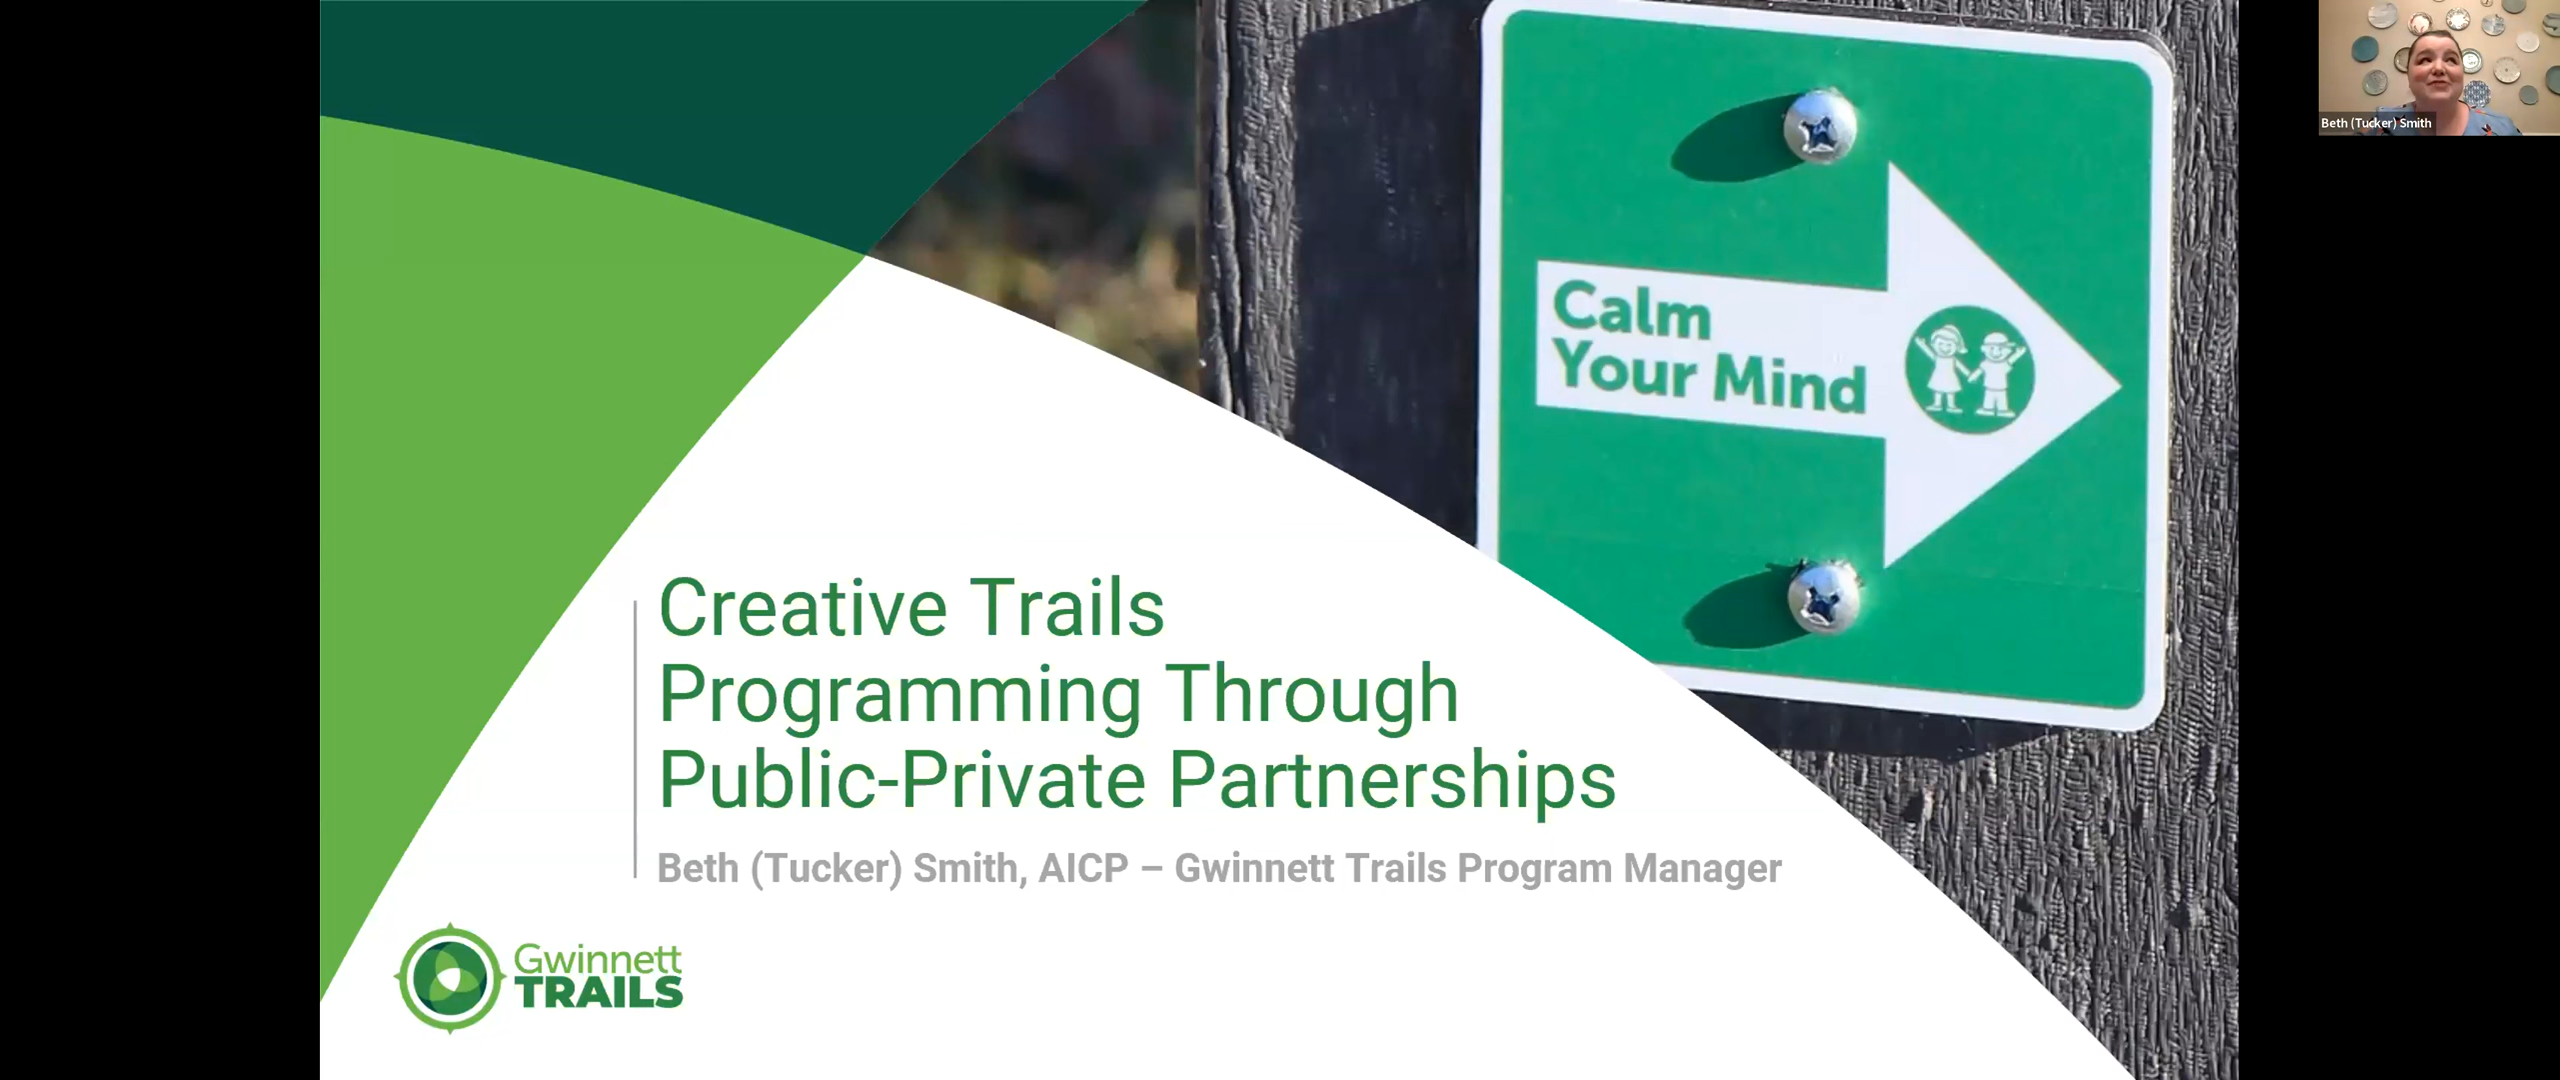 Calm
Your Mind
Creative Trails
Programming Through
Public-Private Partnerships
Beth (Tucker) Smith, AICP – Gwinnett Trails Program Manager
Gwinnett
TRAILS
Beth (Tucker) Smith